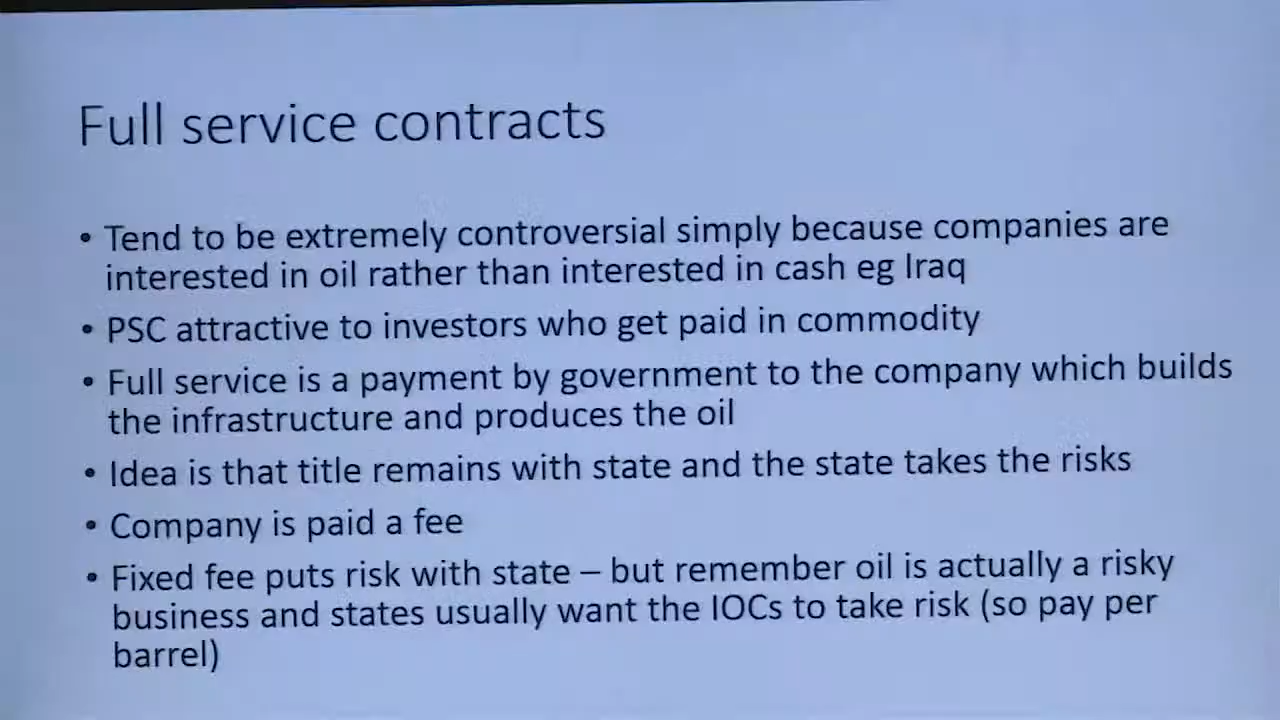 Full service contracts
• Tend to be extremely controversial simply because companies are
interested in oil rather than interested in cash eg Iraq
• PSC attractive to investors who get paid in commodity
• Full service is a payment by government to the company which builds
the infrastructure and produces the oil
• Idea is that title remains with state and the state takes the risks
• Company is paid a fee
• Fixed fee puts risk with state – but remember oil is actually a risky
business and states usually want the IOCs to take risk (so pay per
barrel)